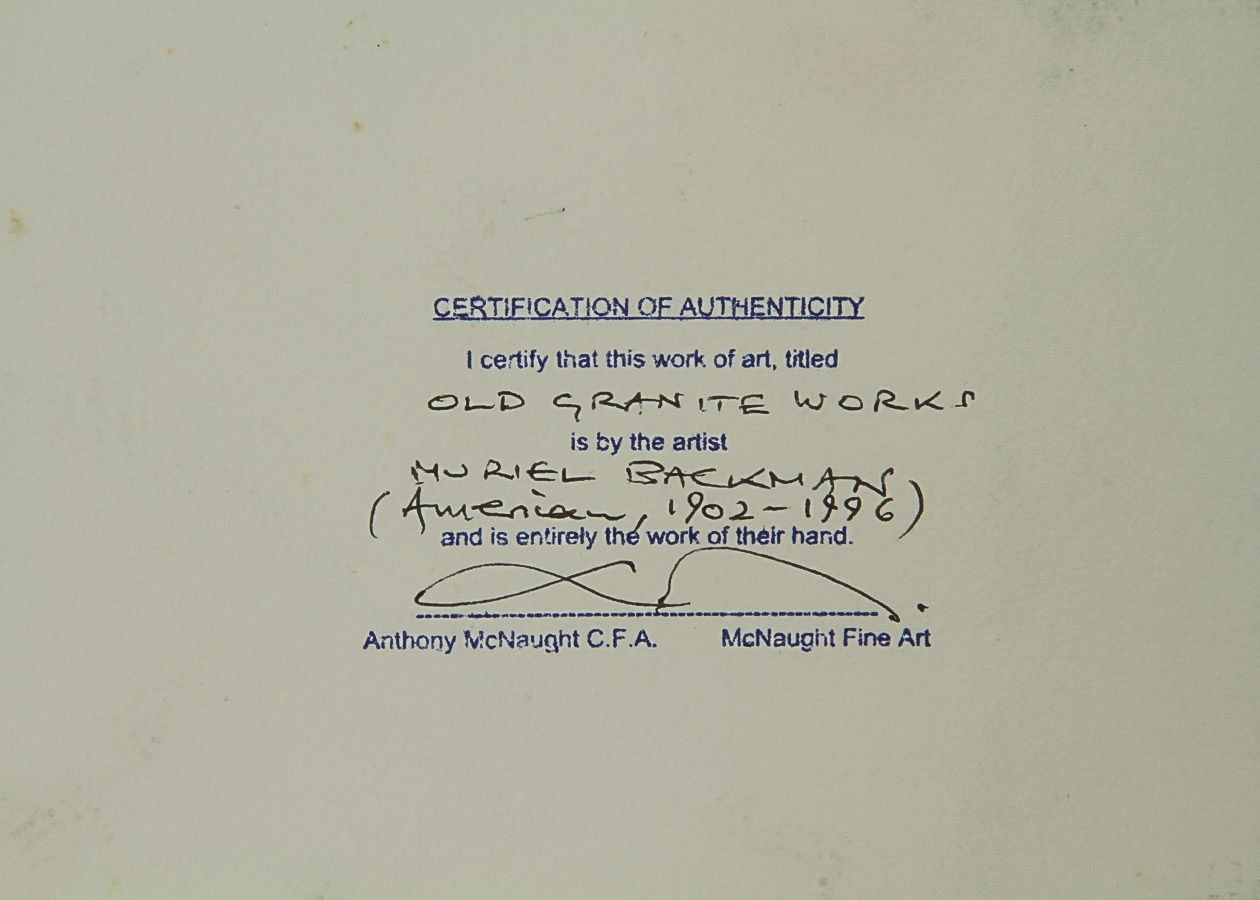 CERTIFICATION OF AUTHENTICITY
I certify that this work of art, titled
OLD GRANITE WORKS
is by the artist
MURIEL BACKMAN
(American, 1902-1996)
and is entirely the work of their hand.
Anthony McNaught C.F.A. McNaught Fine Art